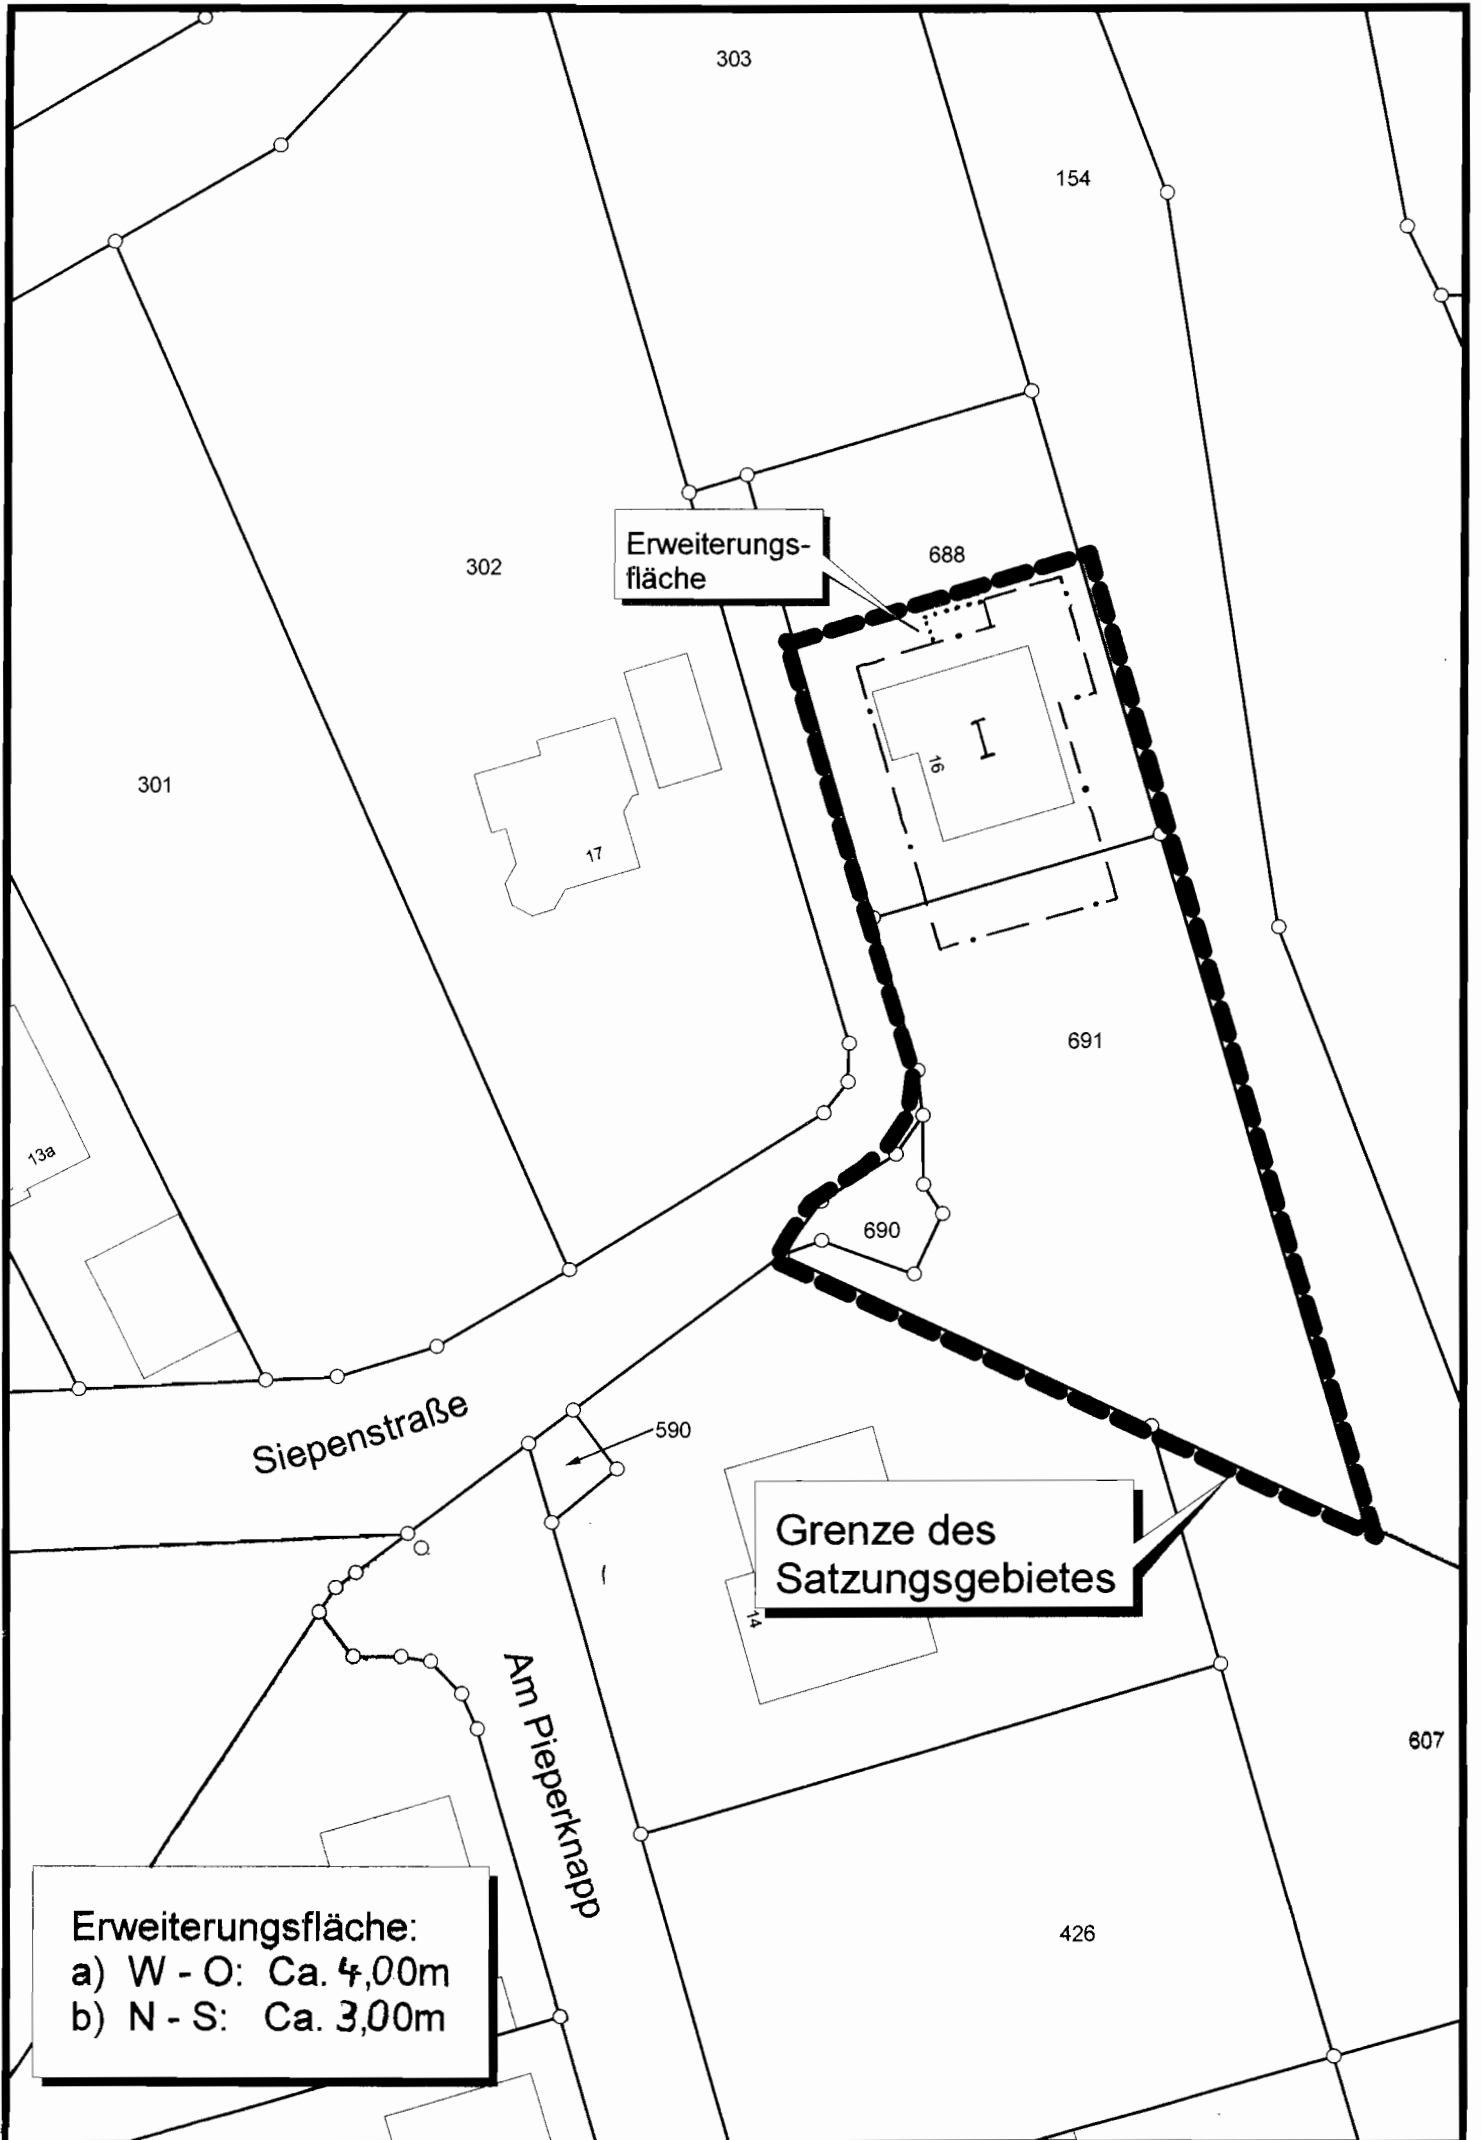 303
154
Erweiterungs-
fläche
688
302
I
16
301
17
691
13a
690
Siepenstraße
590
Grenze des
Satzungsgebietes
14
Am Pieperknapp
607
426
Erweiterungsfläche:
a) W - O: Ca. 4,00m
b) N - S: Ca. 3,00m